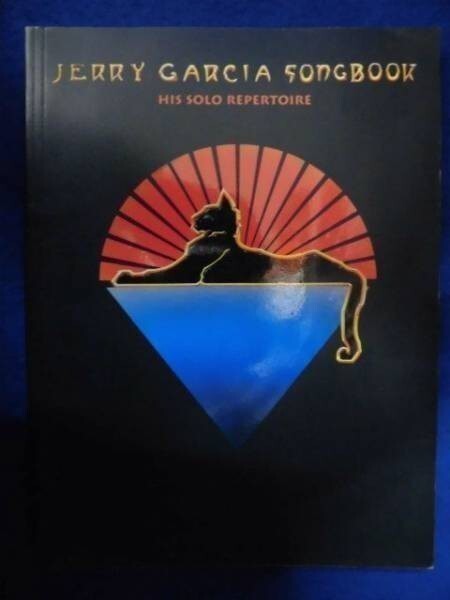 JERRY GARCIA SONGBOOK
HIS SOLO REPERTOIRE